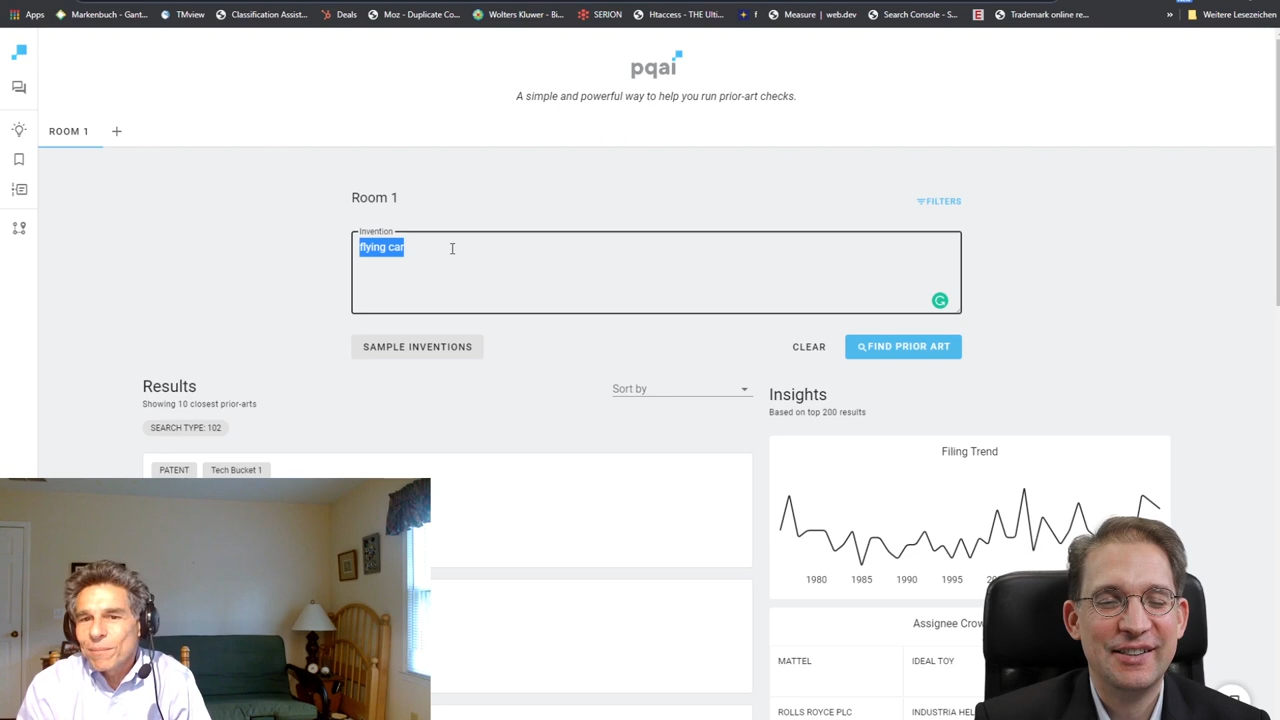 Apps Markenbuch - Gant... TMview Classification Assist... Deals Moz - Duplicate Co... Wolters Kluwer - Bi... SERION Htaccess - THE Ulti... f Measure | web.dev Search Console - S... Trademark online re... » Weitere Lesezeichen
pqai
A simple and powerful way to help you run prior-art checks.
ROOM 1 +
Room 1
FILTERS
Invention
flying car
SAMPLE INVENTIONS
CLEAR
FIND PRIOR ART
Results
Showing 10 closest prior-arts
Sort by
SEARCH TYPE: 102
PATENT
Tech Bucket 1
Insights
Based on top 200 results
Filing Trend
1980 1985 1990 1995
Assignee Crow
MATTEL
IDEAL TOY
ROLLS ROYCE PLC
INDUSTRIA HEL